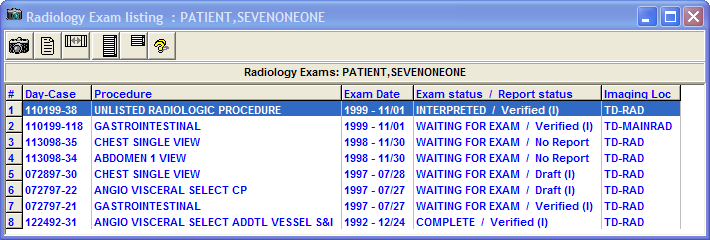 Radiology Exam listing : PATIENT,SEVENONEONE
Radiology Exams: PATIENT,SEVENONEONE
# Day-Case Procedure Exam Date Exam status / Report status Imaging Loc
1 110199-38 UNLISTED RADIOLOGIC PROCEDURE 1999 - 11/01 INTERPRETED / Verified (I) TD-RAD
2 110199-118 GASTROINTESTINAL 1999 - 11/01 WAITING FOR EXAM / Verified (I) TD-MAINRAD
3 113098-35 CHEST SINGLE VIEW 1998 - 11/30 WAITING FOR EXAM / No Report TD-RAD
4 113098-34 ABDOMEN 1 VIEW 1998 - 11/30 WAITING FOR EXAM / No Report TD-RAD
5 072897-30 CHEST SINGLE VIEW 1997 - 07/28 WAITING FOR EXAM / Draft (I) TD-RAD
6 072797-22 ANGIO VISCERAL SELECT CP 1997 - 07/27 WAITING FOR EXAM / Draft (I) TD-RAD
7 072797-21 GASTROINTESTINAL 1997 - 07/27 WAITING FOR EXAM / Verified (I) TD-RAD
8 122492-31 ANGIO VISCERAL SELECT ADDTL VESSEL S&I 1992 - 12/24 COMPLETE / Verified (I) TD-RAD